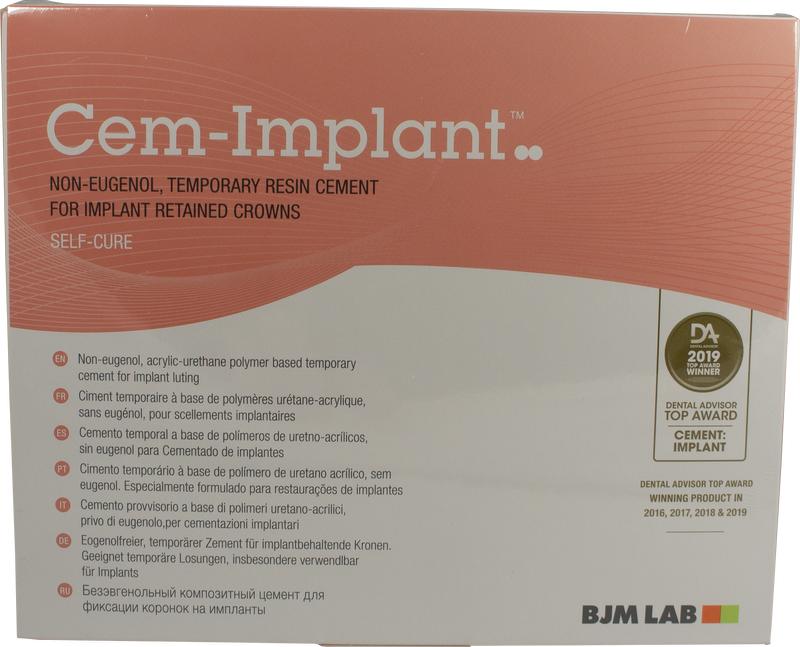 Cem-Implant™
NON-EUGENOL, TEMPORARY RESIN CEMENT
FOR IMPLANT RETAINED CROWNS
SELF-CURE
EN Non-eugenol, acrylic-urethane polymer based temporary
cement for implant luting
FR Ciment temporaire à base de polymères urétane-acrylique,
sans eugénol, pour scellements implantaires
ES Cemento temporal a base de polímeros de uretno-acrílicos,
sin eugenol para Cementado de implantes
PT Cimento temporário à base de polímero de uretano acrílico, sem
eugenol. Especialmente formulado para restaurações de implantes
IT Cemento provvisorio a base di polimeri uretano-acrilici,
privo di eugenolo,per cementazioni implantari
DE Eogenolfreier, temporärer Zement für implantbehaltende Kronen.
Geeignet temporäre Losungen, insbesondere verwendlbar
für Implants
RU Безэвгенольный композитный цемент для
фиксации коронок на импланты
DA
DENTAL ADVISOR
2019
TOP AWARD
WINNER
DENTAL ADVISOR
TOP AWARD
CEMENT:
IMPLANT
DENTAL ADVISOR TOP AWARD
WINNING PRODUCT IN
2016, 2017, 2018 & 2019
BJM LAB